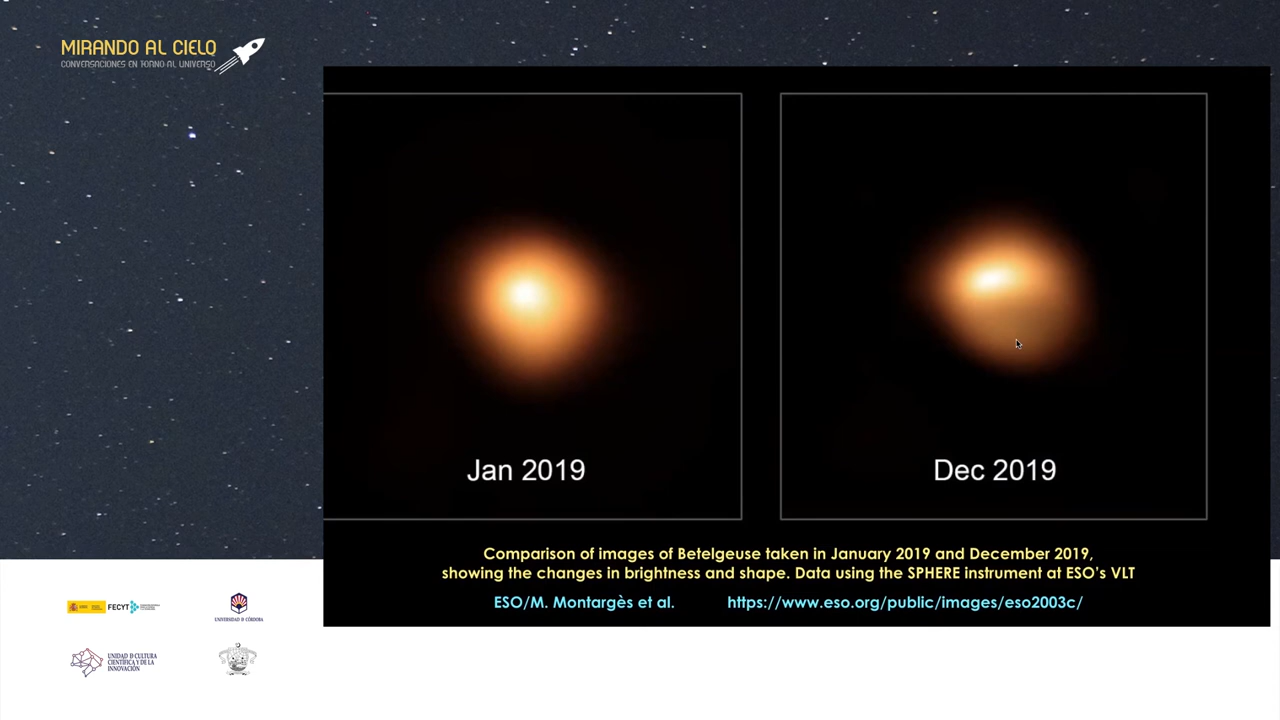 MIRANDO AL CIELO
CONVERSACIONES EN TORNO AL UNIVERSO
Jan 2019
Dec 2019
Comparison of images of Betelgeuse taken in January 2019 and December 2019,
showing the changes in brightness and shape. Data using the SPHERE instrument at ESO's VLT
ESO/M. Montargès et al. https://www.eso.org/public/images/eso2003c/
FECYT
UNIVERSIDAD Ð CÓRDOBA
UNIDAD Ð CULTURA
CIENTÍFICA Y DE LA
INNOVACIÓN